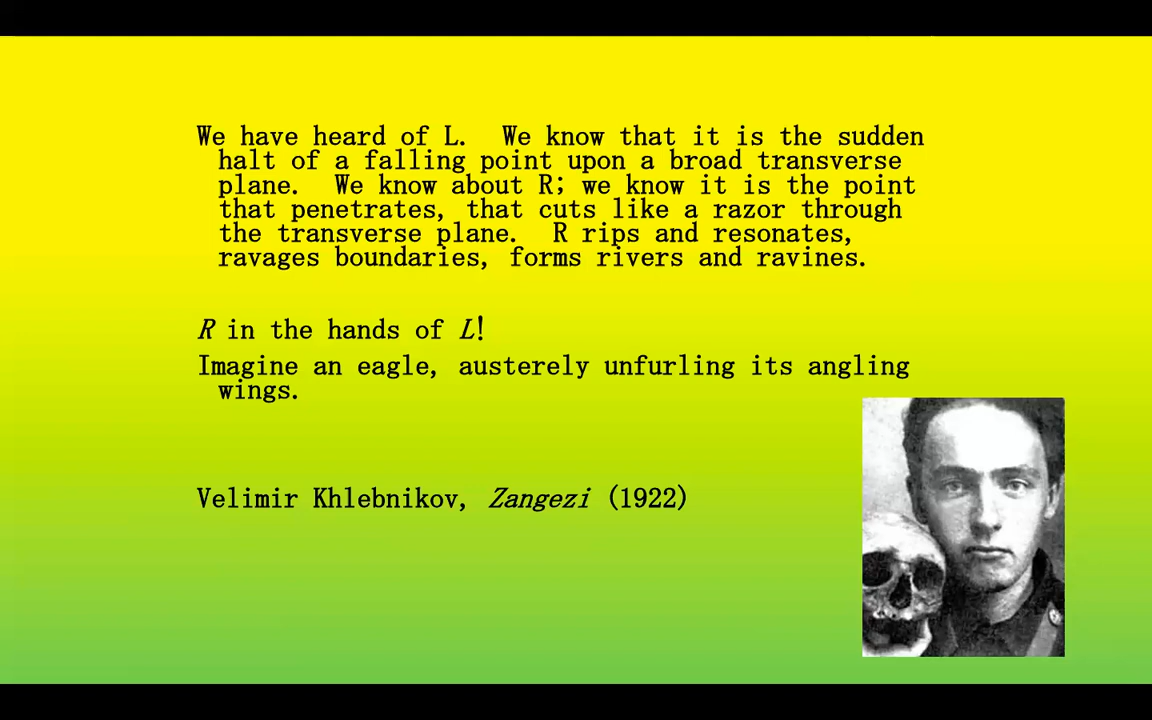 We have heard of L.  We know that it is the sudden
halt of a falling point upon a broad transverse
plane.  We know about R; we know it is the point
that penetrates, that cuts like a razor through
the transverse plane.  R rips and resonates,
ravages boundaries, forms rivers and ravines.
R in the hands of L!
Imagine an eagle, austerely unfurling its angling
wings.
Velimir Khlebnikov, Zangezi (1922)